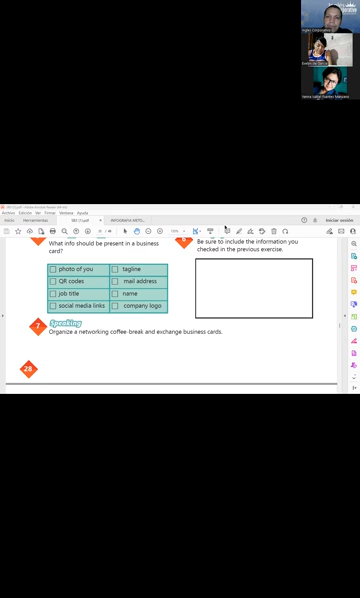 Inglés Corporativo
Archivo Edición Ver Firmar Ventana Ayuda
Inicio Herramientas
Iniciar sesión
What info should be present in a business
card?
photo of you
tagline
QR codes
mail address
job title
name
social media links
company logo
Be sure to include the information you
checked in the previous exercise.
7 Speaking
Organize a networking coffee-break and exchange business cards.
28